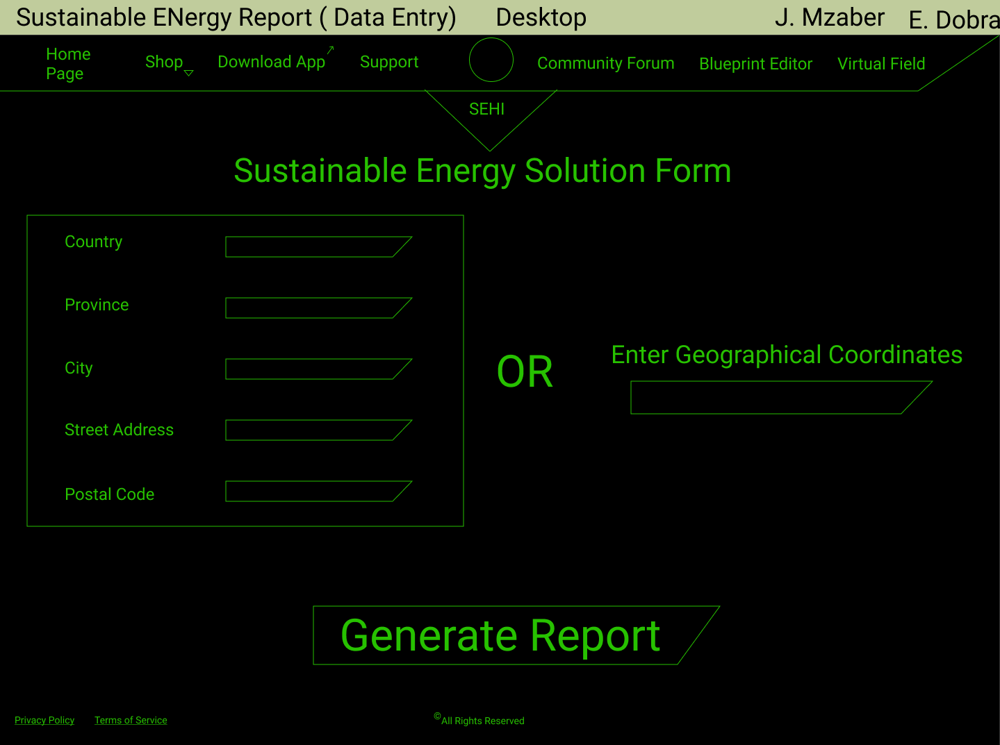 Sustainable ENergy Report ( Data Entry) Desktop J. Mzaber E. Dobra
Home
Page
Shop
Download App
Support
Community Forum
Blueprint Editor
Virtual Field
SEHI
Sustainable Energy Solution Form
Country
Province
City
Street Address
Postal Code
OR
Enter Geographical Coordinates
Generate Report
Privacy Policy
Terms of Service
©All Rights Reserved